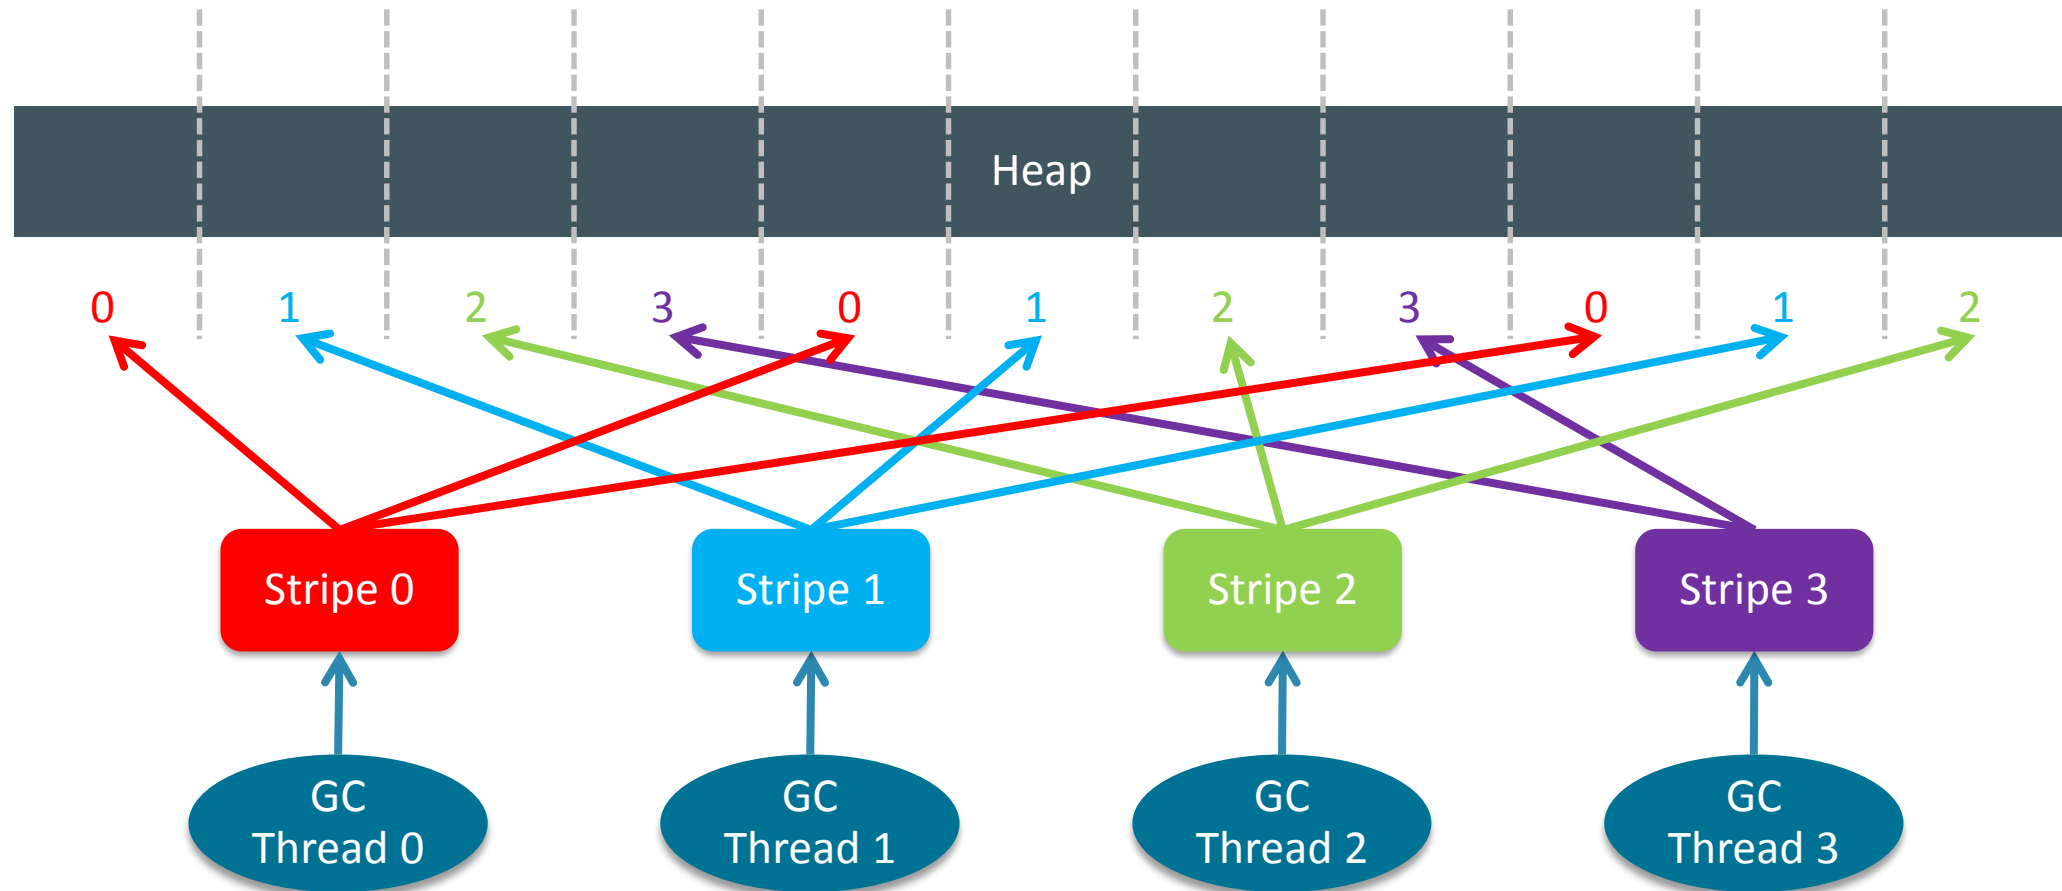 Heap
0 1 2 3 0 1 2 3 0 1 2
Stripe 0 Stripe 1 Stripe 2 Stripe 3
GC GC GC GC
Thread 0 Thread 1 Thread 2 Thread 3